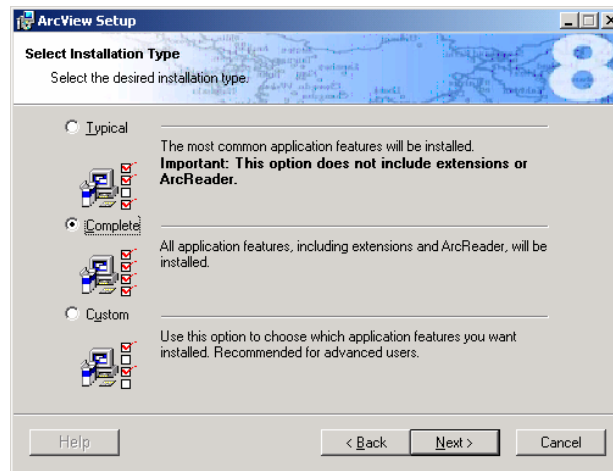 ArcView Setup
Select Installation Type
Select the desired installation type.
8
Typical
The most common application features will be installed.
Important: This option does not include extensions or
ArcReader.
Complete
All application features, including extensions and ArcReader, will be
installed.
Custom
Use this option to choose which application features you want
installed. Recommended for advanced users.
Help
< Back
Next >
Cancel